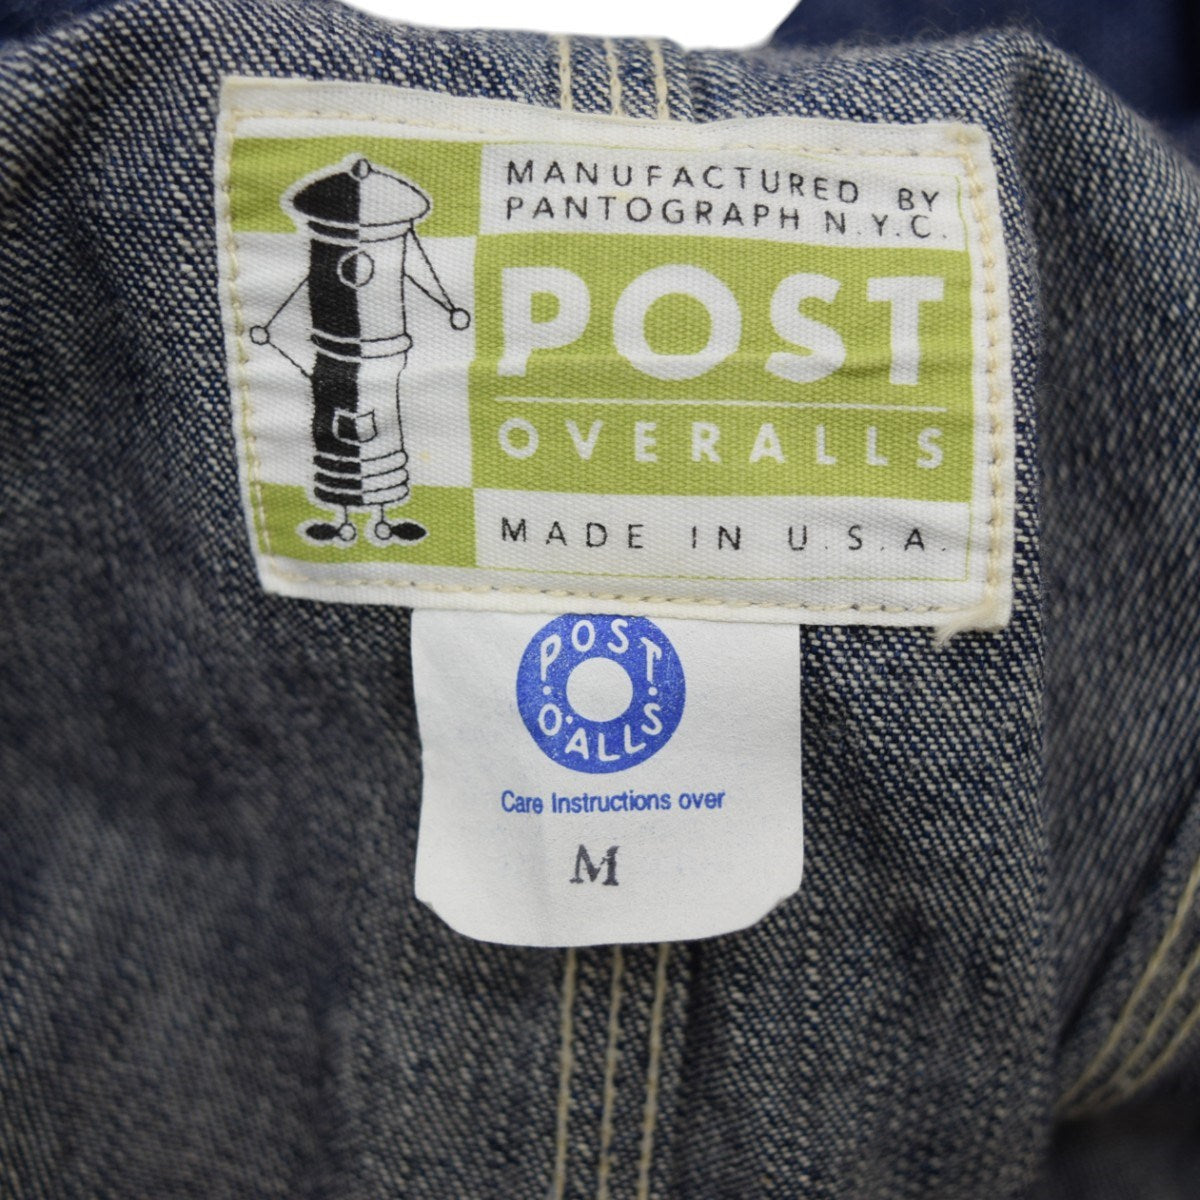 MANUFACTURED BY
PANTOGRAPH N.Y.C.
POST
OVERALLS
MADE IN U.S.A.
POST
O'ALLS
Care Instructions over
M